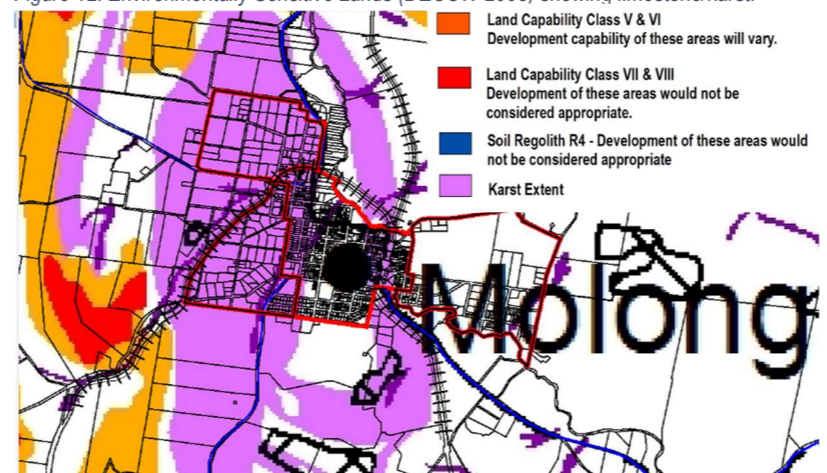 Land Capability Class V & VI
Development capability of these areas will vary.
Land Capability Class VII & VIII
Development of these areas would not be
considered appropriate.
Soil Regolith R4 - Development of these areas would
not be considered appropriate
Karst Extent
Molong